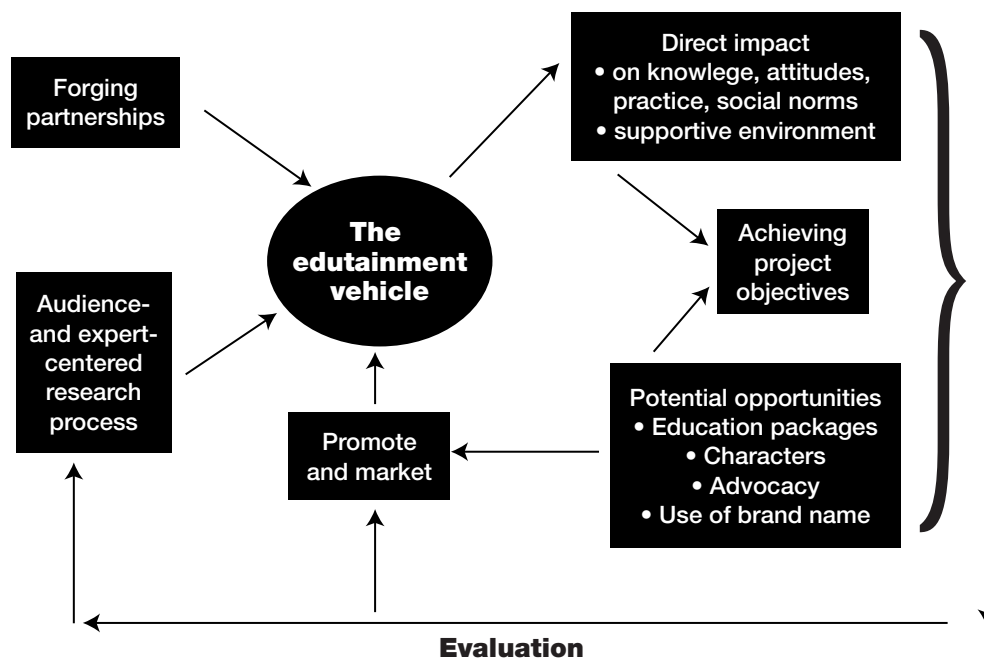 Forging
partnerships
Direct impact
• on knowlege, attitudes,
practice, social norms
• supportive environment
The
edutainment
vehicle
Achieving
project
objectives
Audience-
and expert-
centered
research
process
Promote
and market
Potential opportunities
• Education packages
• Characters
• Advocacy
• Use of brand name
Evaluation